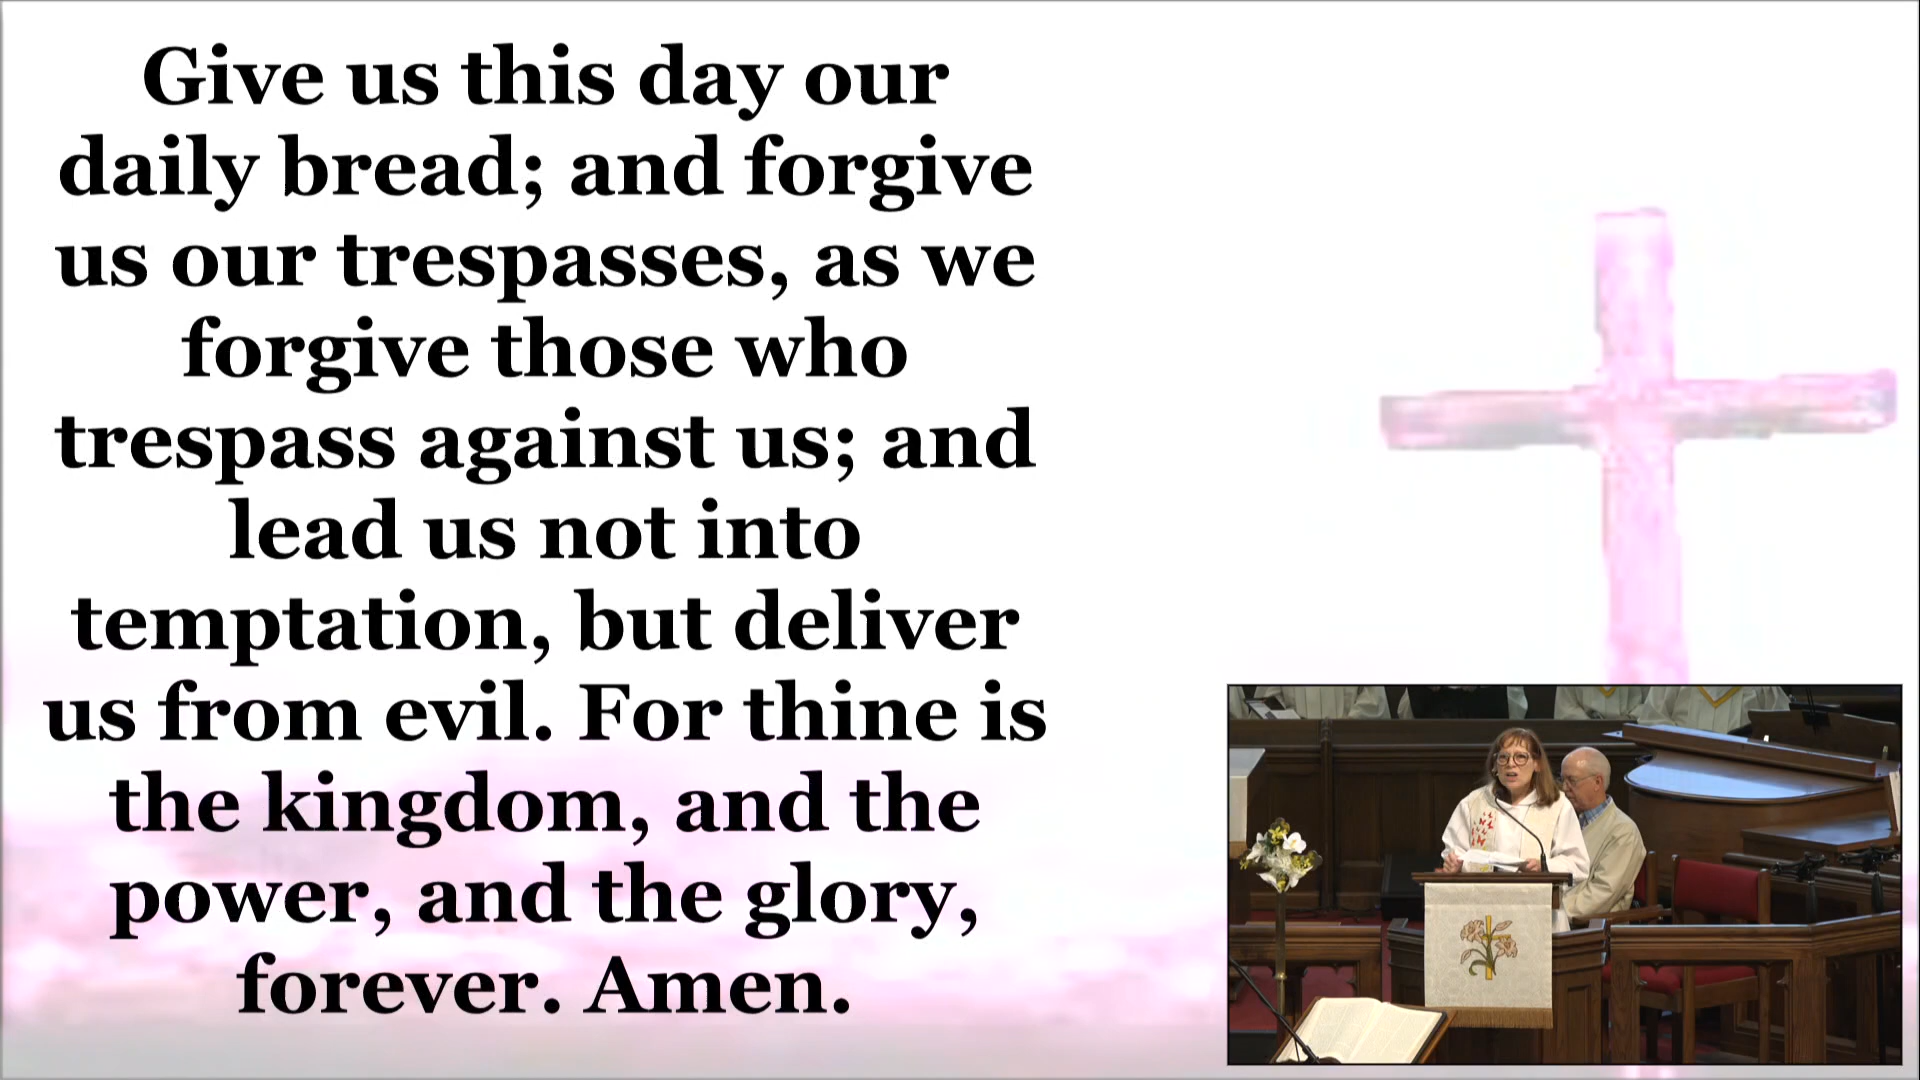 Give us this day our
daily bread; and forgive
us our trespasses, as we
forgive those who
trespass against us; and
lead us not into
temptation, but deliver
us from evil. For thine is
the kingdom, and the
power, and the glory,
forever. Amen.